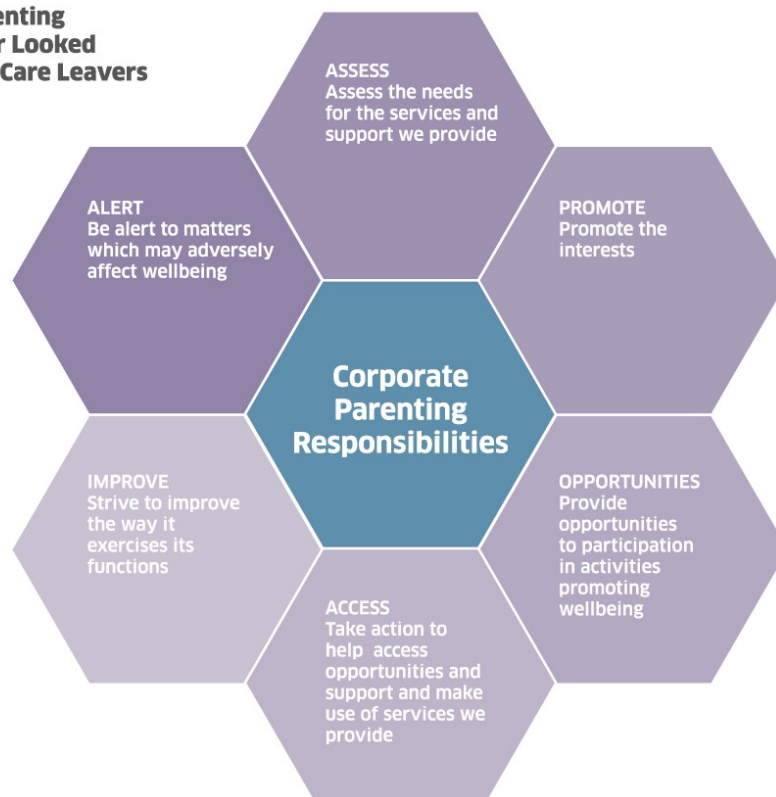 enting
r Looked
Care Leavers
ASSESS
Assess the needs
for the services and
support we provide
ALERT
Be alert to matters
which may adversely
affect wellbeing
PROMOTE
Promote the
interests
Corporate
Parenting
Responsibilities
IMPROVE
Strive to improve
the way it
exercises its
functions
OPPORTUNITIES
Provide
opportunities
to participation
in activities
promoting
wellbeing
ACCESS
Take action to
help access
opportunities and
support and make
use of services we
provide